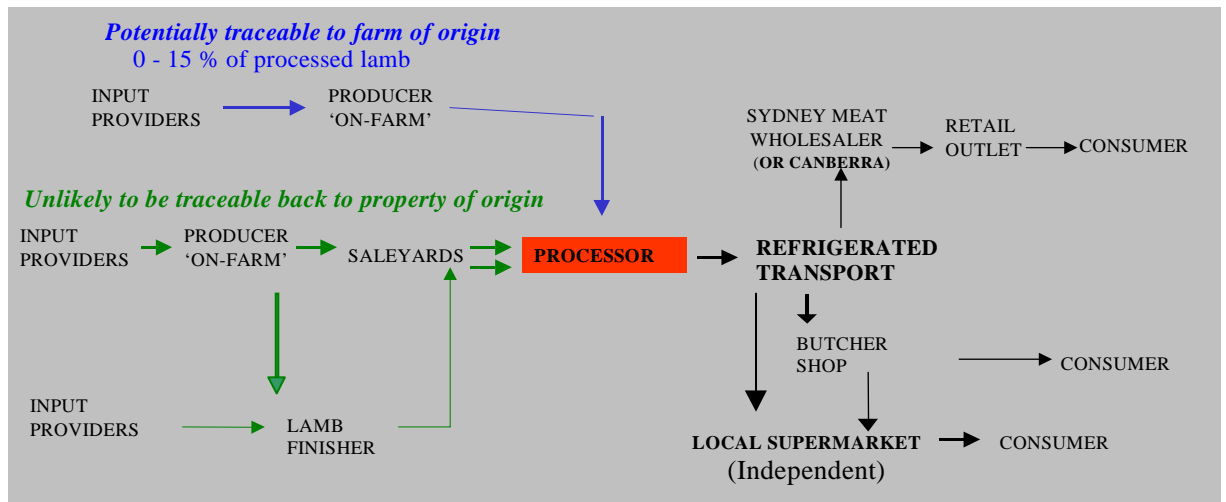 Potentially traceable to farm of origin
0 - 15 % of processed lamb
INPUT
PROVIDERS
PRODUCER
‘ON-FARM’
SYDNEY MEAT
WHOLESALER
(OR CANBERRA)
RETAIL
OUTLET
CONSUMER
Unlikely to be traceable back to property of origin
INPUT
PROVIDERS
PRODUCER
‘ON-FARM’
SALEYARDS
PROCESSOR
REFRIGERATED
TRANSPORT
BUTCHER
SHOP
CONSUMER
INPUT
PROVIDERS
LAMB
FINISHER
LOCAL SUPERMARKET
(Independent)
CONSUMER